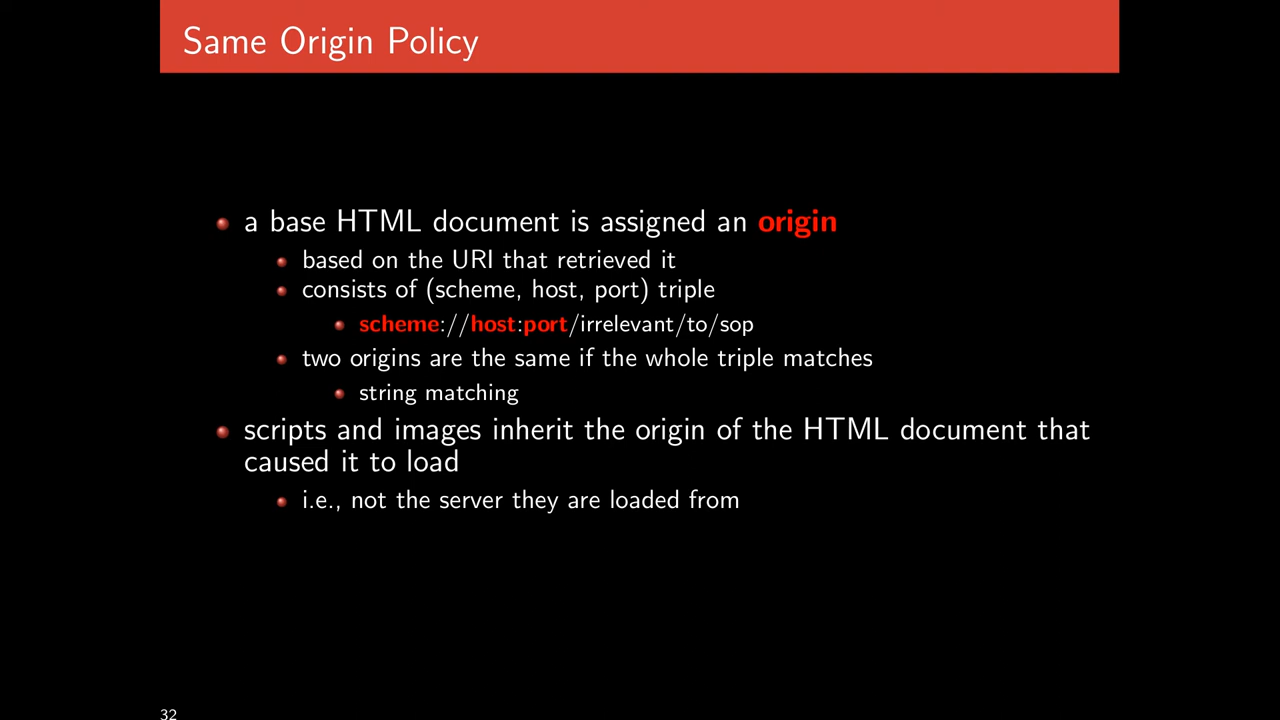 Same Origin Policy
a base HTML document is assigned an origin
based on the URI that retrieved it
consists of (scheme, host, port) triple
scheme://host:port/irrelevant/to/sop
two origins are the same if the whole triple matches
string matching
scripts and images inherit the origin of the HTML document that
caused it to load
i.e., not the server they are loaded from
32